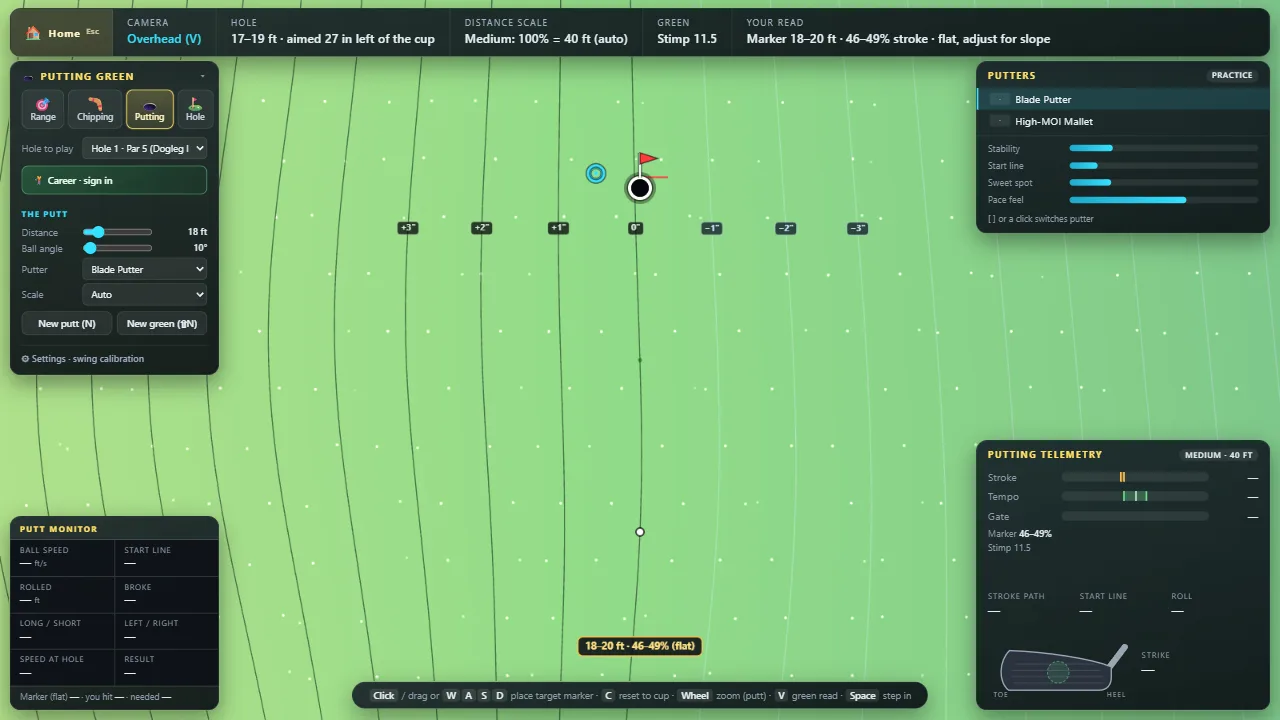 Home Esc
CAMERA
Overhead (V)
HOLE
17–19 ft · aimed 27 in left of the cup
DISTANCE SCALE
Medium: 100% = 40 ft (auto)
GREEN
Stimp 11.5
YOUR READ
Marker 18–20 ft · 46–49% stroke · flat, adjust for slope
PUTTING GREEN
Range
Chipping
Putting
Hole
Hole to play
Hole 1 · Par 5 (Dogleg l
Career · sign in
THE PUTT
Distance
18 ft
Ball angle
10°
Putter
Blade Putter
Scale
Auto
New putt (N)
New green (⇧N)
Settings · swing calibration
PUTTERS
PRACTICE
Blade Putter
High-MOI Mallet
Stability
Start line
Sweet spot
Pace feel
[ ] or a click switches putter
+3"
+2"
+1"
0"
−1"
−2"
−3"
PUTT MONITOR
BALL SPEED
— ft/s
START LINE
—
ROLLED
— ft
BROKE
—
LONG / SHORT
—
LEFT / RIGHT
—
SPEED AT HOLE
—
RESULT
—
Marker (flat) — · you hit — · needed —
18–20 ft · 46–49% (flat)
Click / drag or W A S D place target marker · C reset to cup · Wheel zoom (putt) · V green read · Space step in
PUTTING TELEMETRY
MEDIUM · 40 FT
Stroke —
Tempo —
Gate —
Marker 46–49%
Stimp 11.5
STROKE PATH
—
START LINE
—
ROLL
—
STRIKE
—
TOE
HEEL